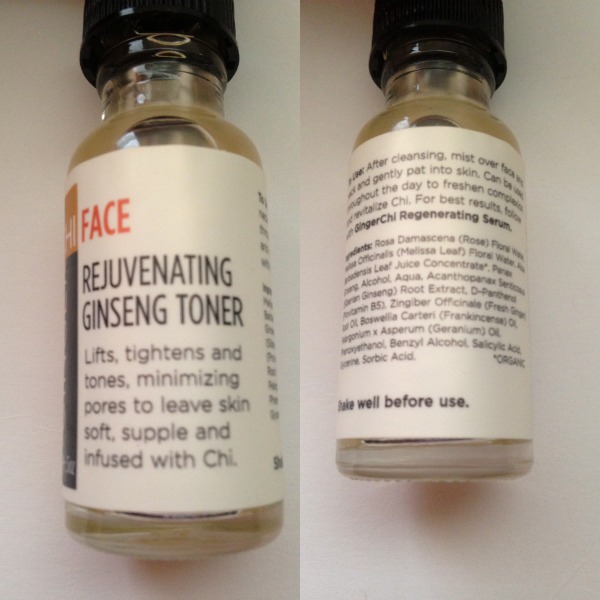 HI FACE
REJUVENATING
GINSENG TONER
Lifts, tightens and
tones, minimizing
pores to leave skin
soft, supple and
infused with Chi.
Use: After cleansing, mist over face and
and gently pat into skin. Can be used
throughout the day to freshen complexion
and revitalize Chi. For best results, follow
with GingerChi Regenerating Serum.
Ingredients: Rosa Damascena (Rose) Floral Water,
Officinalis (Melissa Leaf) Floral Water, Aloe
Leaf Juice Concentrate*, Panax
Ginseng, Alcohol, Aqua, Acanthopanax Senticosus
(Siberian Ginseng) Root Extract, D-Panthenol
(Provitamin B5), Zingiber Officinale (Fresh Ginger)
Root Oil, Boswellia Carteri (Frankincense) Oil,
Pelargonium x Asperum (Geranium) Oil,
Phenoxyethanol, Benzyl Alcohol, Salicylic Acid,
Glycerine, Sorbic Acid. *ORGANIC
Shake well before use.